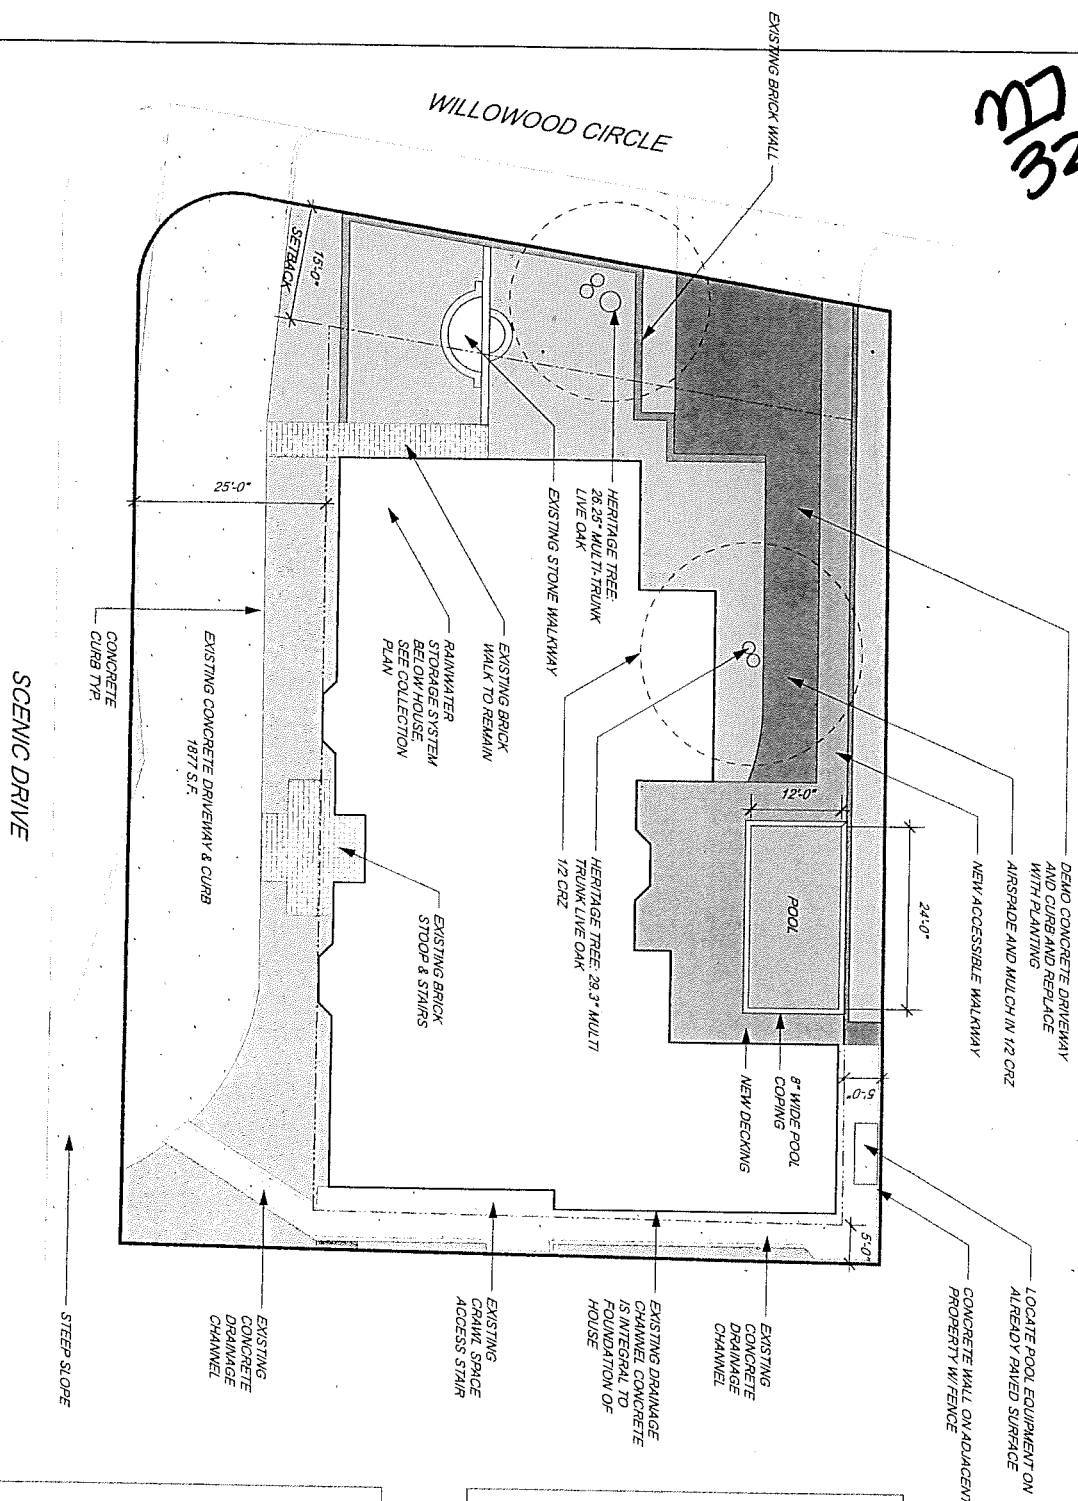 WILLOWOOD CIRCLE
EXISTING BRICK WALL
32
DEMO CONCRETE DRIVEWAY
AND CURB AND REPLACE
WITH PLANTING
AIRSPADE AND MULCH IN 1/2 CRZ
NEW ACCESSIBLE WALKWAY
24'-0"
12'-0"
POOL
8" WIDE POOL
COPING
NEW DECKING
5'-0"
5'-0"
LOCATE POOL EQUIPMENT ON
ALREADY PAVED SURFACE
CONCRETE WALL ON ADJACENT
PROPERTY W/ FENCE
HERITAGE TREE:
26.25" MULTI-TRUNK
LIVE OAK
EXISTING STONE WALKWAY
HERITAGE TREE: 29.3" MULTI
TRUNK LIVE OAK
1/2 CRZ
EXISTING BRICK
WALK TO REMAIN
RAINWATER
STORAGE SYSTEM
BELOW HOUSE,
SEE COLLECTION
PLAN
EXISTING BRICK
STOOP & STAIRS
15'-0"
SETBACK
25'-0"
CONCRETE
CURB TYP.
EXISTING CONCRETE DRIVEWAY & CURB
1877 S.F.
EXISTING
CONCRETE
DRAINAGE
CHANNEL
EXISTING DRAINAGE
CHANNEL CONCRETE
IS INTEGRAL TO
FOUNDATION OF
HOUSE
EXISTING
CRAWL SPACE
ACCESS STAIR
EXISTING
CONCRETE
DRAINAGE
CHANNEL
STEEP SLOPE
SCENIC DRIVE